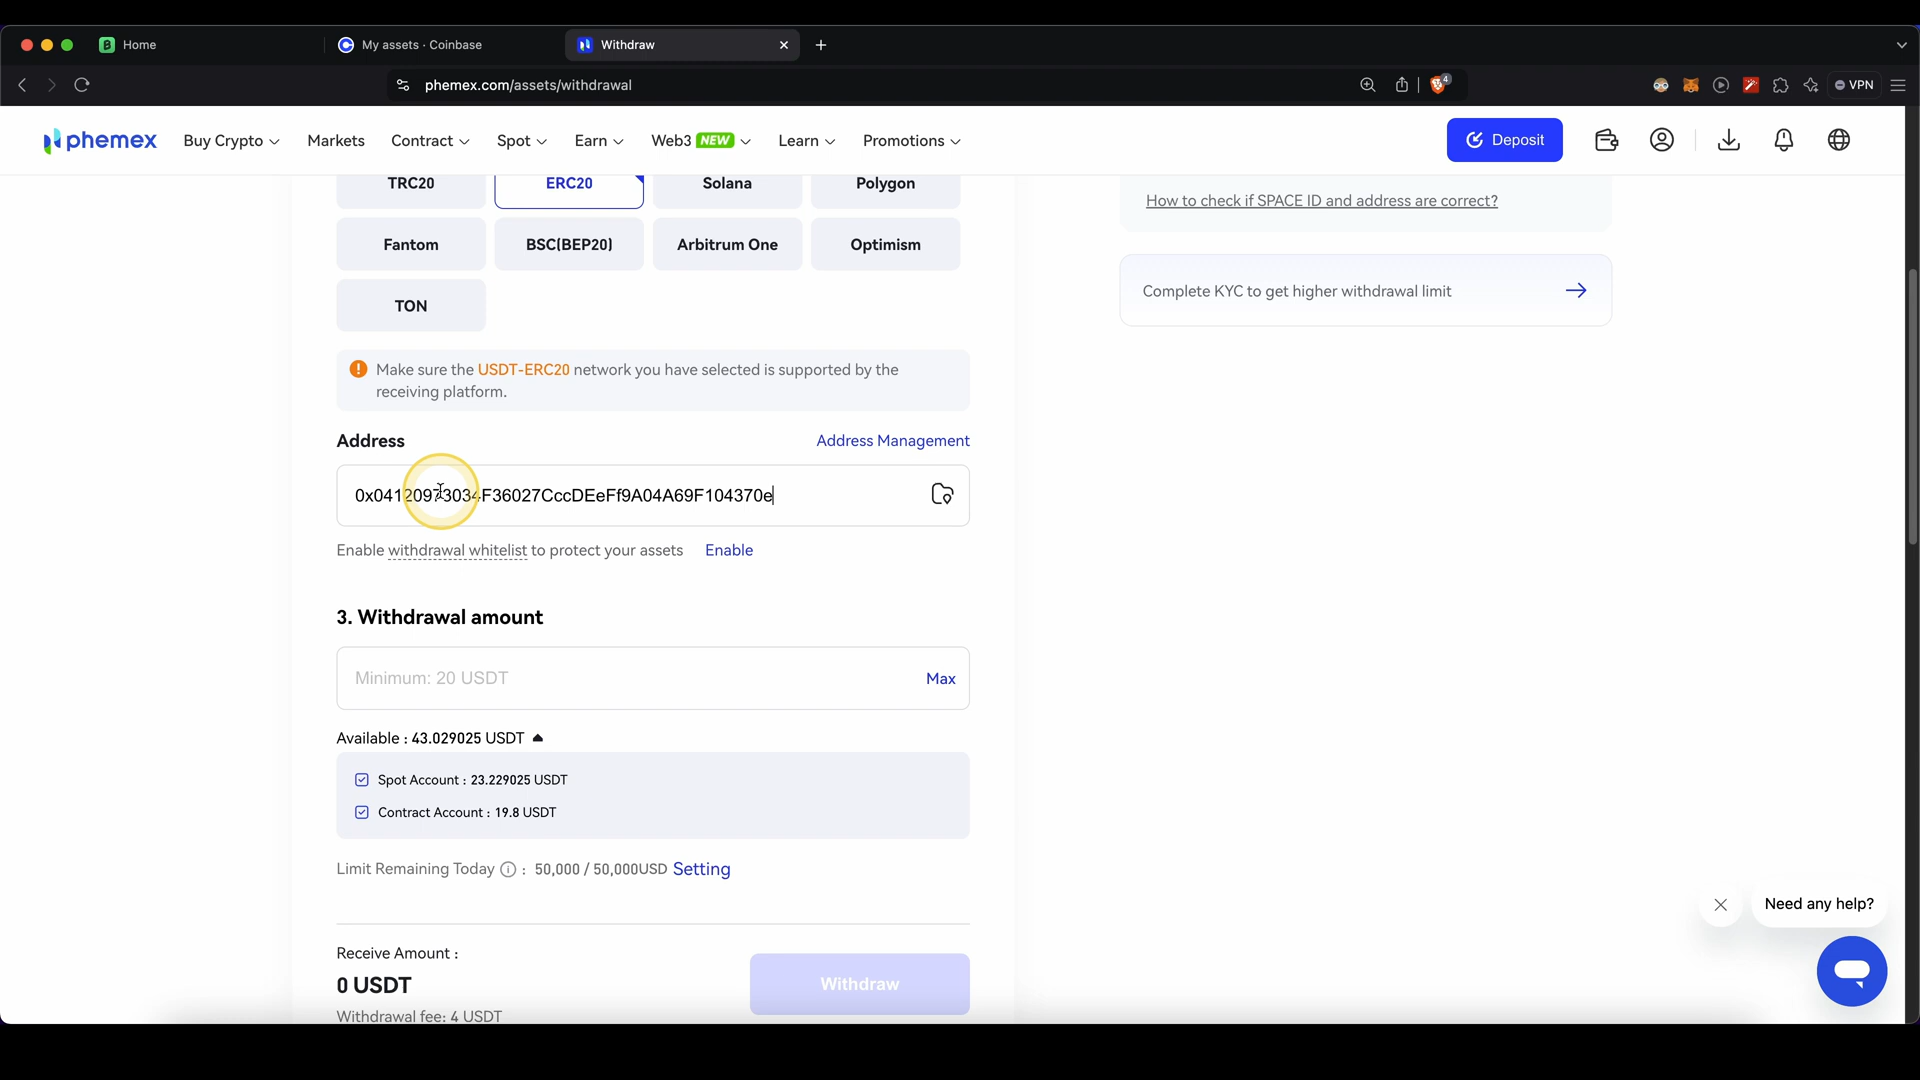 Home
My assets · Coinbase
Withdraw
phemex.com/assets/withdrawal
4
VPN
phemex
Buy Crypto
Markets
Contract
Spot
Earn
Web3 NEW
Learn
Promotions
Deposit
TRC20
ERC20
Solana
Polygon
How to check if SPACE ID and address are correct?
Fantom
BSC(BEP20)
Arbitrum One
Optimism
Complete KYC to get higher withdrawal limit
TON
Make sure the USDT-ERC20 network you have selected is supported by the
receiving platform.
Address
Address Management
0x04120973034F36027CccDEeFf9A04A69F104370e
Enable withdrawal whitelist to protect your assets Enable
3. Withdrawal amount
Minimum: 20 USDT
Max
Available : 43.029025 USDT
Spot Account : 23.229025 USDT
Contract Account : 19.8 USDT
Limit Remaining Today : 50,000 / 50,000USD Setting
Need any help?
Receive Amount :
0 USDT
Withdraw
Withdrawal fee: 4 USDT